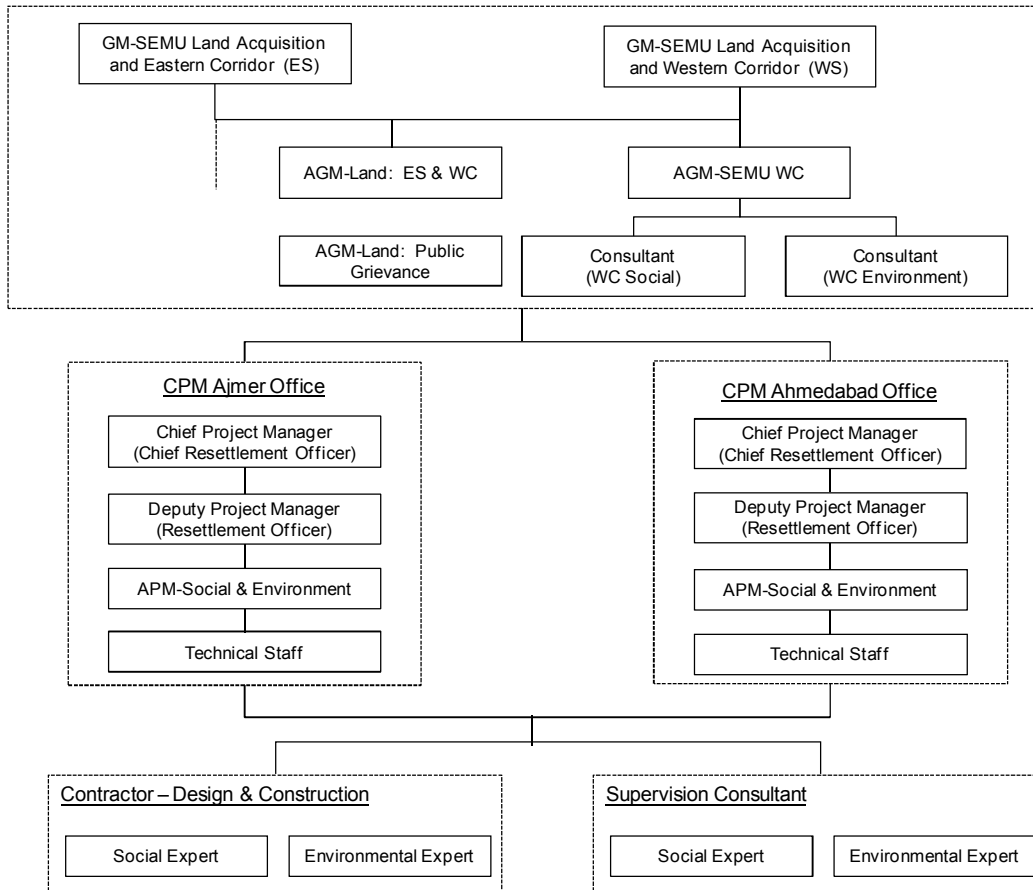 GM-SEMU Land Acquisition
and Eastern Corridor (ES)
GM-SEMU Land Acquisition
and Western Corridor (WS)
AGM-Land: ES & WC
AGM-SEMU WC
AGM-Land: Public
Grievance
Consultant
(WC Social)
Consultant
(WC Environment)
CPM Ajmer Office
Chief Project Manager
(Chief Resettlement Officer)
Deputy Project Manager
(Resettlement Officer)
APM-Social & Environment
Technical Staff
CPM Ahmedabad Office
Chief Project Manager
(Chief Resettlement Officer)
Deputy Project Manager
(Resettlement Officer)
APM-Social & Environment
Technical Staff
Contractor – Design & Construction
Social Expert
Environmental Expert
Supervision Consultant
Social Expert
Environmental Expert